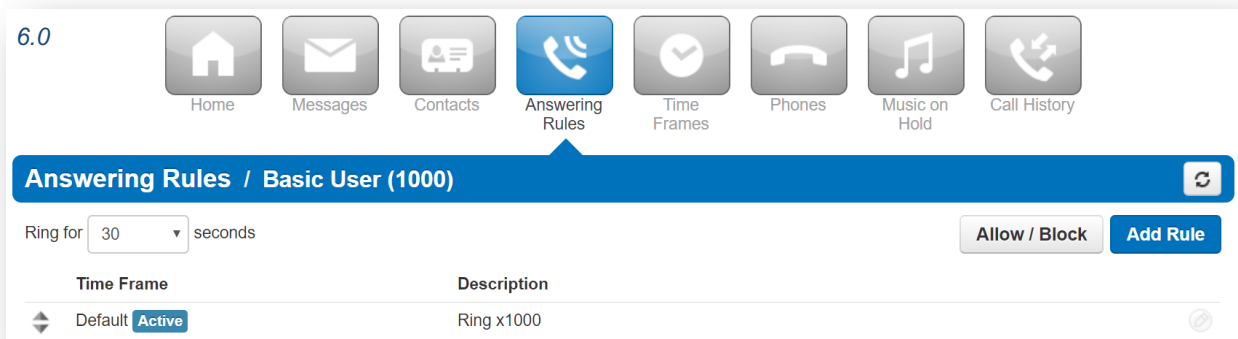 6.0
Home
Messages
Contacts
Answering
Rules
Time
Frames
Phones
Music on
Hold
Call History
Answering Rules / Basic User (1000)
Ring for 30 seconds
Allow / Block
Add Rule
Time Frame Description
Default Active Ring x1000